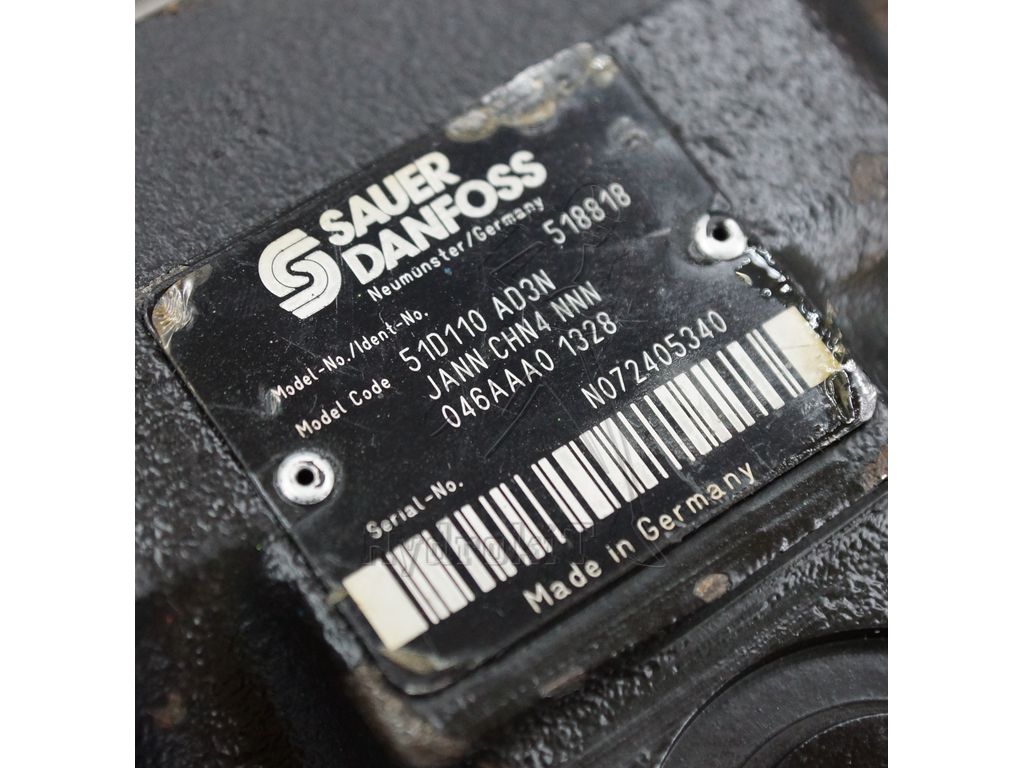 SAUER
DANFOSS
Neumünster/Germany
Model-No./Ident-No. 518818
Model Code 51D110 AD3N
JANN CHN4 NNN
046AAA0 1328
Serial-No. N072405340
Made in Germany
HydrolaT